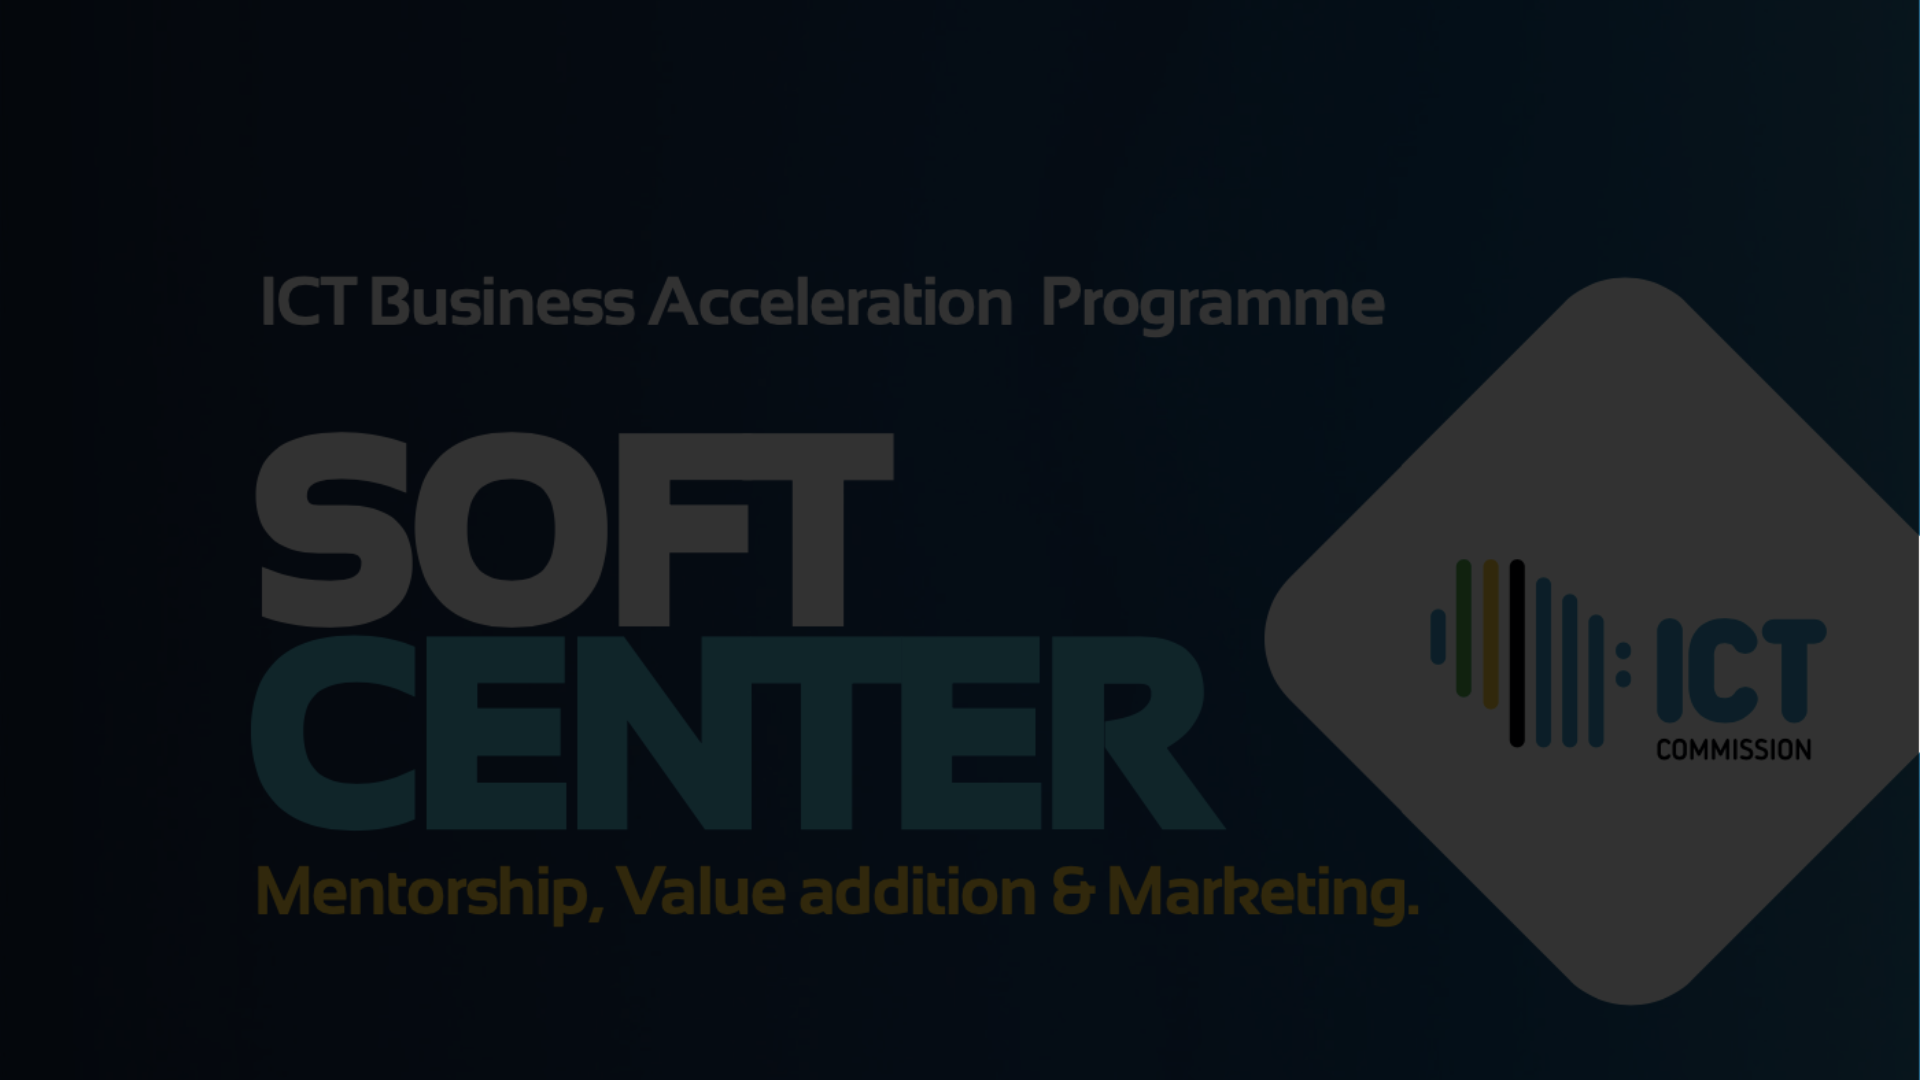 ICT Business Acceleration Programme
SOFT
CENTER
Mentorship, Value addition & Marketing.
ICT
COMMISSION